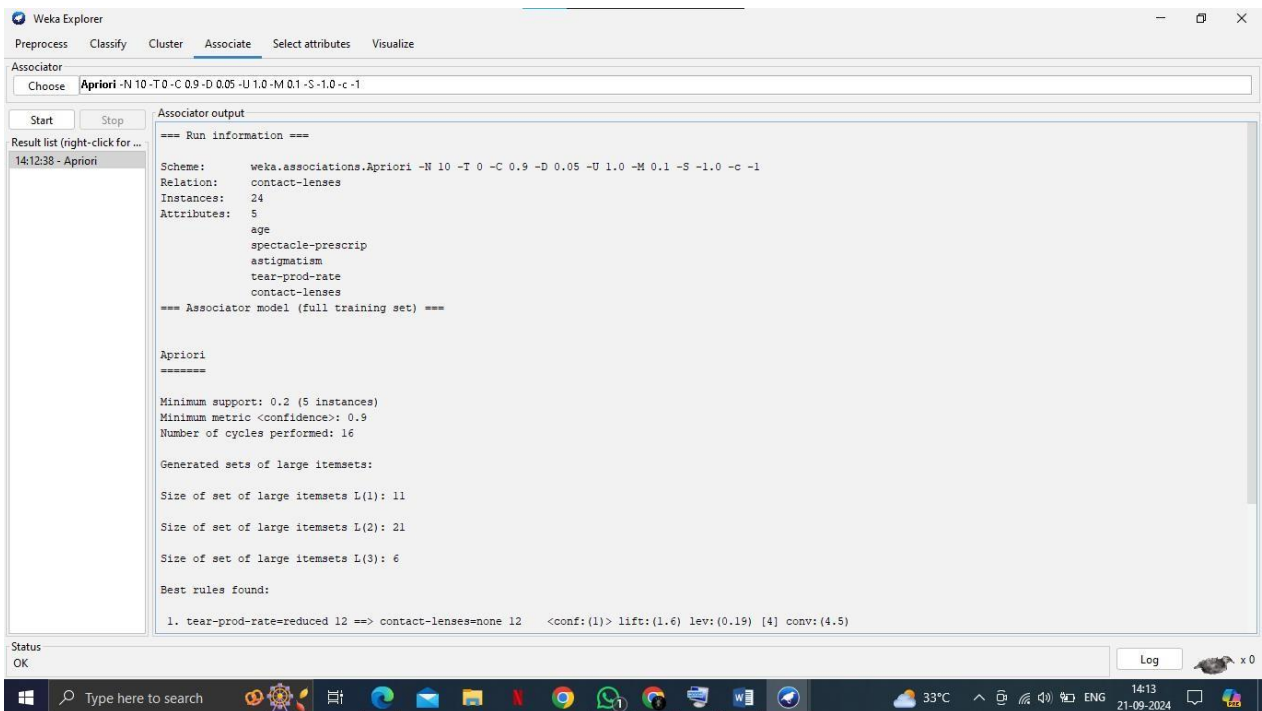 Weka Explorer
Preprocess Classify Cluster Associate Select attributes Visualize
Associator
Choose Apriori -N 10 -T 0 -C 0.9 -D 0.05 -U 1.0 -M 0.1 -S -1.0 -c -1
Start Stop
Result list (right-click for ...
14:12:38 - Apriori
Associator output
=== Run information ===
Scheme: weka.associations.Apriori -N 10 -T 0 -C 0.9 -D 0.05 -U 1.0 -M 0.1 -S -1.0 -c -1
Relation: contact-lenses
Instances: 24
Attributes: 5
age
spectacle-prescrip
astigmatism
tear-prod-rate
contact-lenses
=== Associator model (full training set) ===
Apriori
=======
Minimum support: 0.2 (5 instances)
Minimum metric <confidence>: 0.9
Number of cycles performed: 16
Generated sets of large itemsets:
Size of set of large itemsets L(1): 11
Size of set of large itemsets L(2): 21
Size of set of large itemsets L(3): 6
Best rules found:
1. tear-prod-rate=reduced 12 ==> contact-lenses=none 12 <conf:(1)> lift:(1.6) lev:(0.19) [4] conv:(4.5)
Status
OK
Log
x 0
Type here to search
33°C
ENG
14:13
21-09-2024